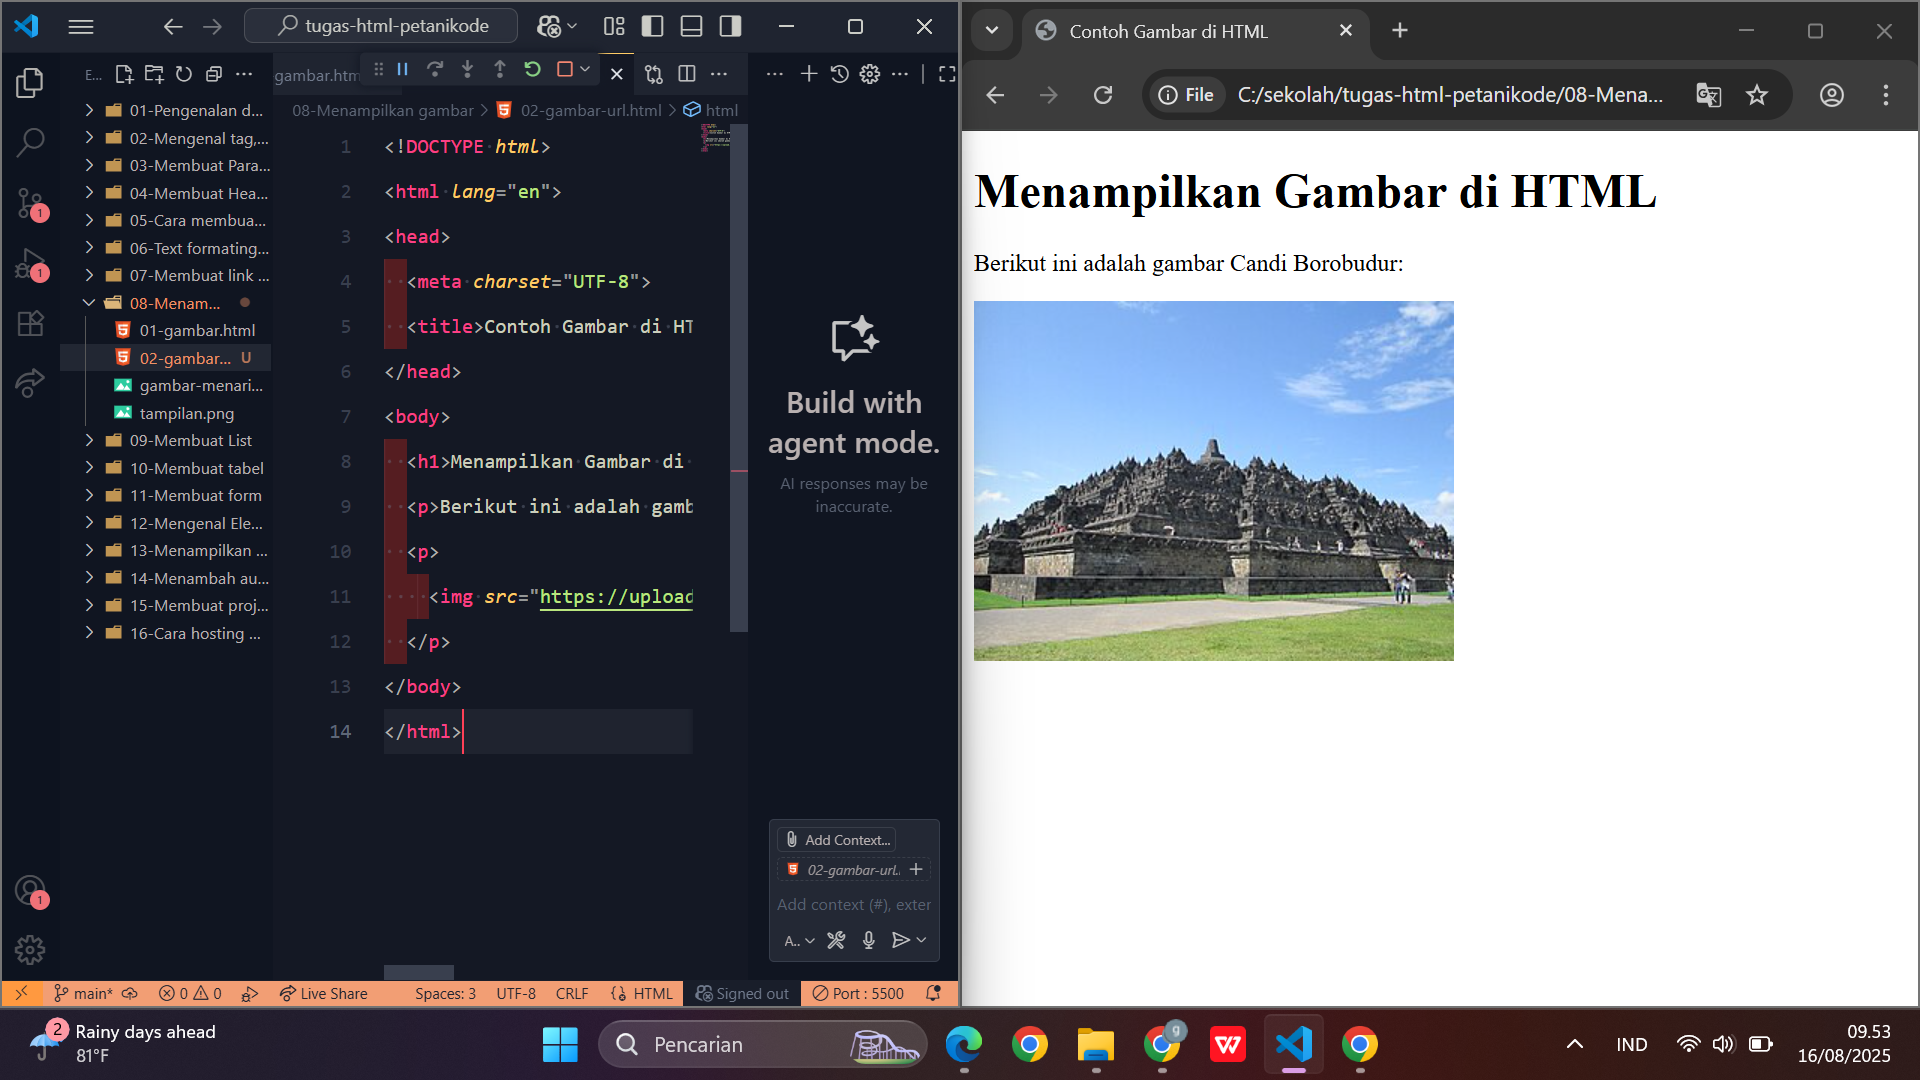 tugas-html-petanikode
E...
01-Pengenalan d...
02-Mengenal tag,...
03-Membuat Para...
04-Membuat Hea...
05-Cara membua...
06-Text formating...
07-Membuat link ...
08-Menam...
01-gambar.html
02-gambar... U
gambar-menari...
tampilan.png
09-Membuat List
10-Membuat tabel
11-Membuat form
12-Mengenal Ele...
13-Menampilkan ...
14-Menambah au...
15-Membuat proj...
16-Cara hosting ...
1
1
1
gambar.htm
08-Menampilkan gambar > 02-gambar-url.html > html
1 <!DOCTYPE html>
2 <html lang="en">
3 <head>
4 <meta charset="UTF-8">
5 <title>Contoh Gambar di HT
6 </head>
7 <body>
8 <h1>Menampilkan Gambar di
9 <p>Berikut ini adalah gamb
10 <p>
11 <img src="https://upload
12 </p>
13 </body>
14 </html>
Build with
agent mode.
AI responses may be
inaccurate.
Add Context...
02-gambar-url.
Add context (#), exter
A..
main* 0 0 Live Share Spaces: 3 UTF-8 CRLF HTML Signed out Port : 5500
Contoh Gambar di HTML
File C:/sekolah/tugas-html-petanikode/08-Mena...
Menampilkan Gambar di HTML
Berikut ini adalah gambar Candi Borobudur:
2
Rainy days ahead
81°F
Pencarian
g
IND
09.53
16/08/2025